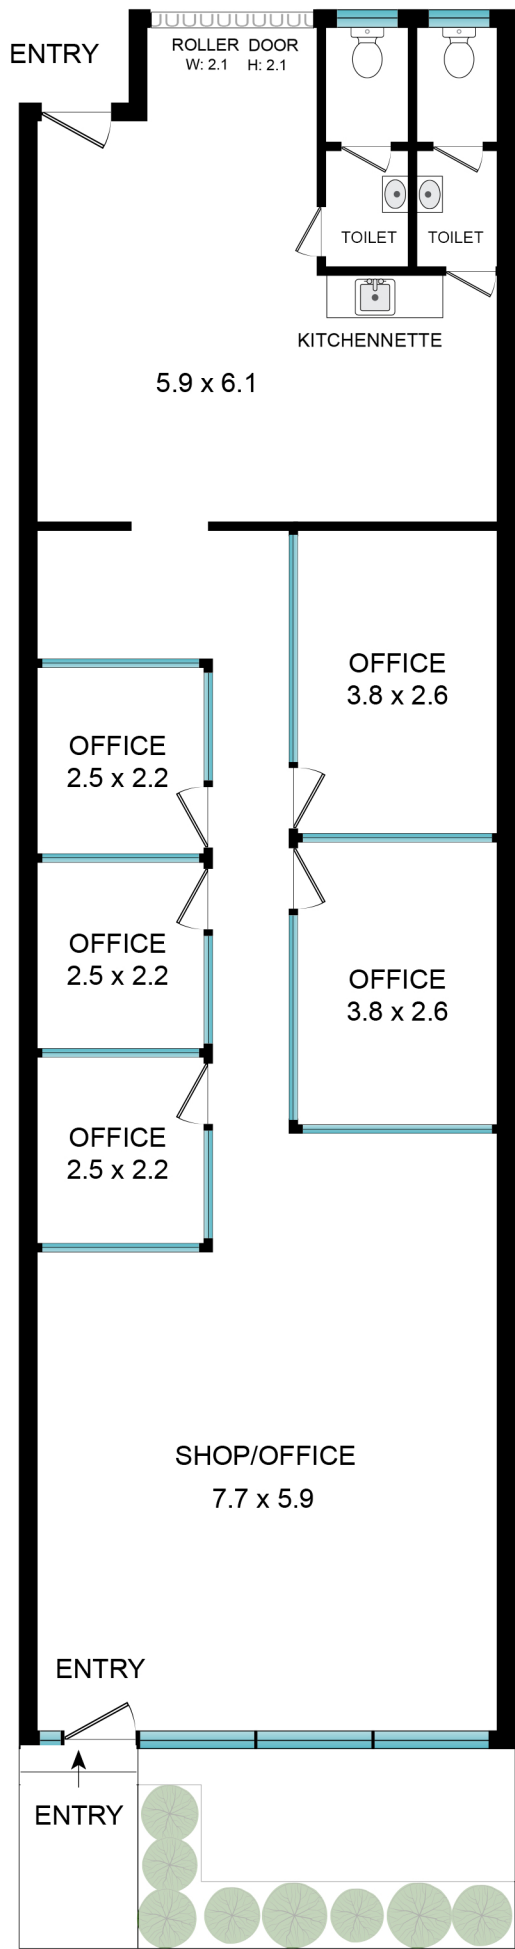 ENTRY
ROLLER DOOR
W: 2.1 H: 2.1
TOILET
TOILET
KITCHENNETTE
5.9 x 6.1
OFFICE
3.8 x 2.6
OFFICE
2.5 x 2.2
OFFICE
2.5 x 2.2
OFFICE
3.8 x 2.6
OFFICE
2.5 x 2.2
SHOP/OFFICE
7.7 x 5.9
ENTRY
ENTRY